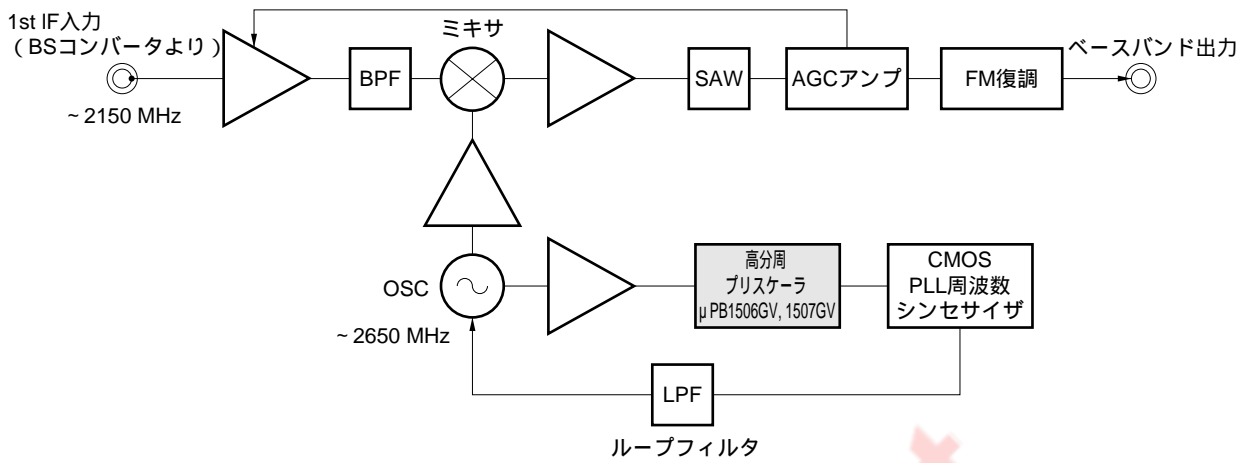 1st IF入力
(BSコンバータより)
~ 2150 MHz
BPF
ミキサ
SAW
AGCアンプ
FM復調
ベースバンド出力
OSC
~ 2650 MHz
高分周
プリスケーラ
μPB1506GV, 1507GV
CMOS
PLL周波数
シンセサイザ
LPF
ループフィルタ